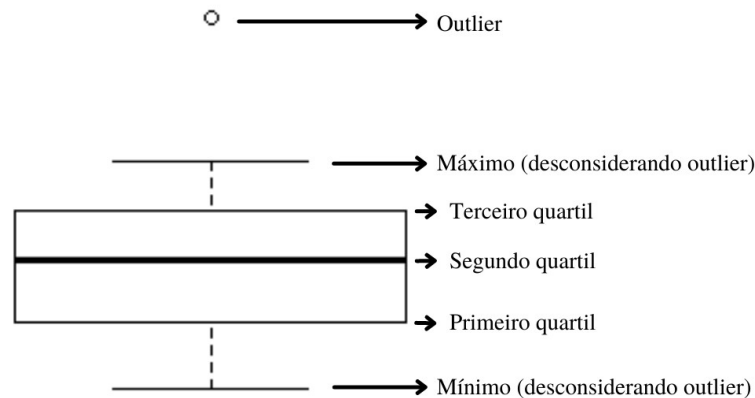 Outlier
Máximo (desconsiderando outlier)
Terceiro quartil
Segundo quartil
Primeiro quartil
Mínimo (desconsiderando outlier)